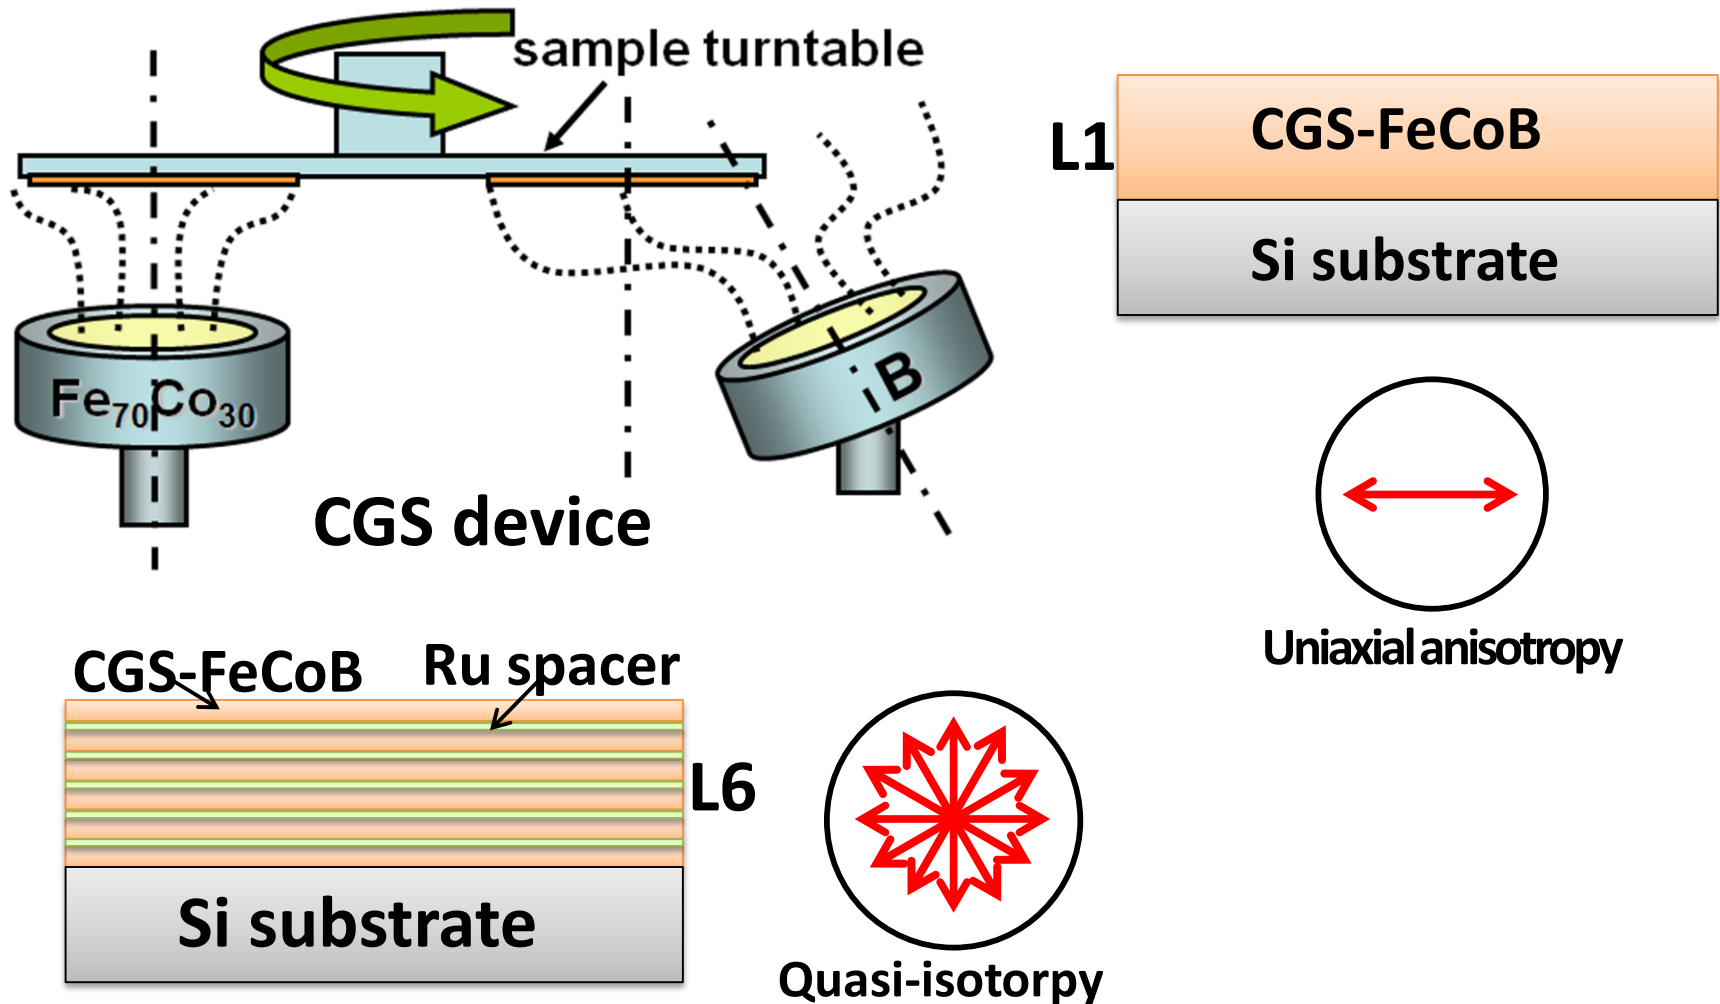 sample turntable
Fe70Co30
iB
CGS device
L1
CGS-FeCoB
Si substrate
Uniaxial anisotropy
CGS-FeCoB
Ru spacer
L6
Si substrate
Quasi-isotorpy